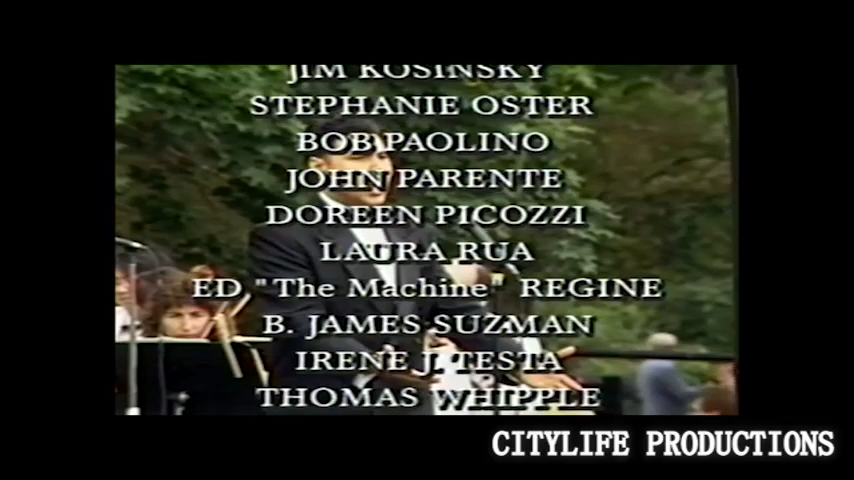 JIM KOSINSKY
STEPHANIE OSTER
BOB PAOLINO
JOHN PARENTE
DOREEN PICOZZI
LAURA RUA
ED "The Machine" REGINE
B. JAMES SUZMAN
IRENE J. TESTA
THOMAS WHIPPLE
CITYLIFE PRODUCTIONS